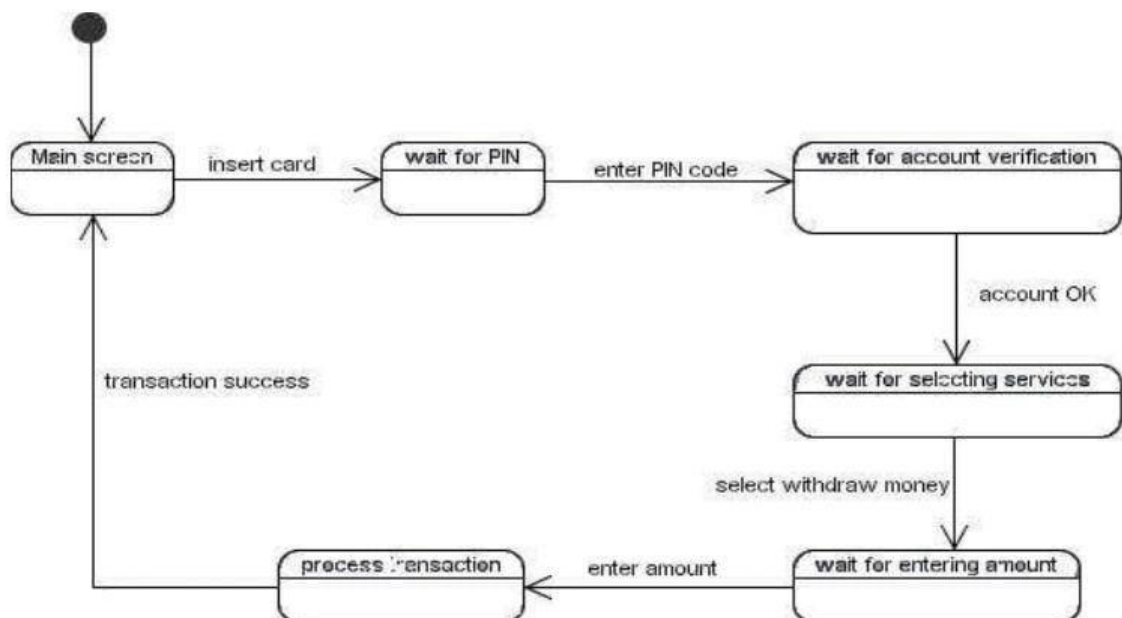 Main screen
insert card
wait for PIN
enter PIN code
wait for account verification
account OK
wait for selecting services
select withdraw money
wait for entering amount
enter amount
process transaction
transaction success